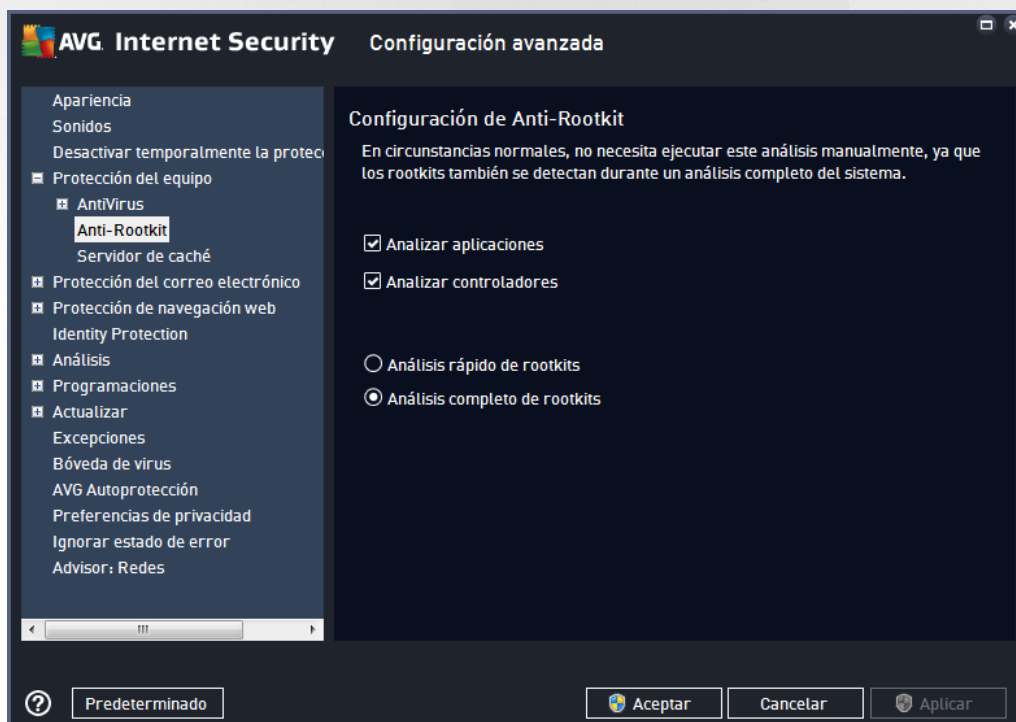 AVG. Internet Security
Configuración avanzada
Apariencia
Sonidos
Desactivar temporalmente la protec
Protección del equipo
AntiVirus
Anti-Rootkit
Servidor de caché
Protección del correo electrónico
Protección de navegación web
Identity Protection
Análisis
Programaciones
Actualizar
Excepciones
Bóveda de virus
AVG Autoprotección
Preferencias de privacidad
Ignorar estado de error
Advisor: Redes
Configuración de Anti-Rootkit
En circunstancias normales, no necesita ejecutar este análisis manualmente, ya que
los rootkits también se detectan durante un análisis completo del sistema.
Analizar aplicaciones
Analizar controladores
Análisis rápido de rootkits
Análisis completo de rootkits
?
Predeterminado
Aceptar
Cancelar
Aplicar